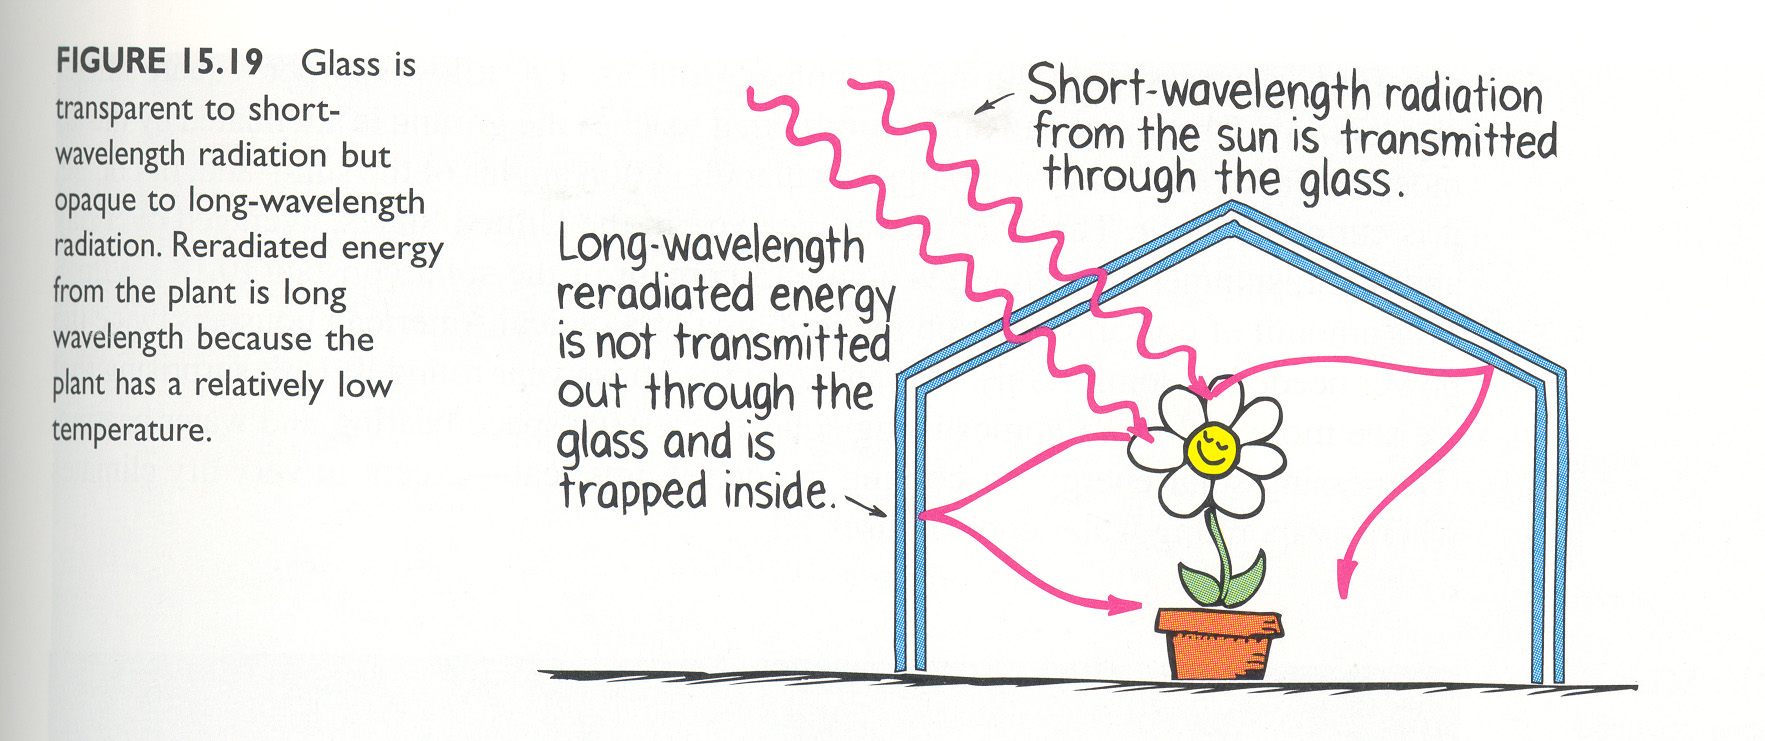 FIGURE 15.19 Glass is
transparent to short-
wavelength radiation but
opaque to long-wavelength
radiation. Reradiated energy
from the plant is long
wavelength because the
plant has a relatively low
temperature.
Short-wavelength radiation
from the sun is transmitted
through the glass.
Long-wavelength
reradiated energy
is not transmitted
out through the
glass and is
trapped inside.